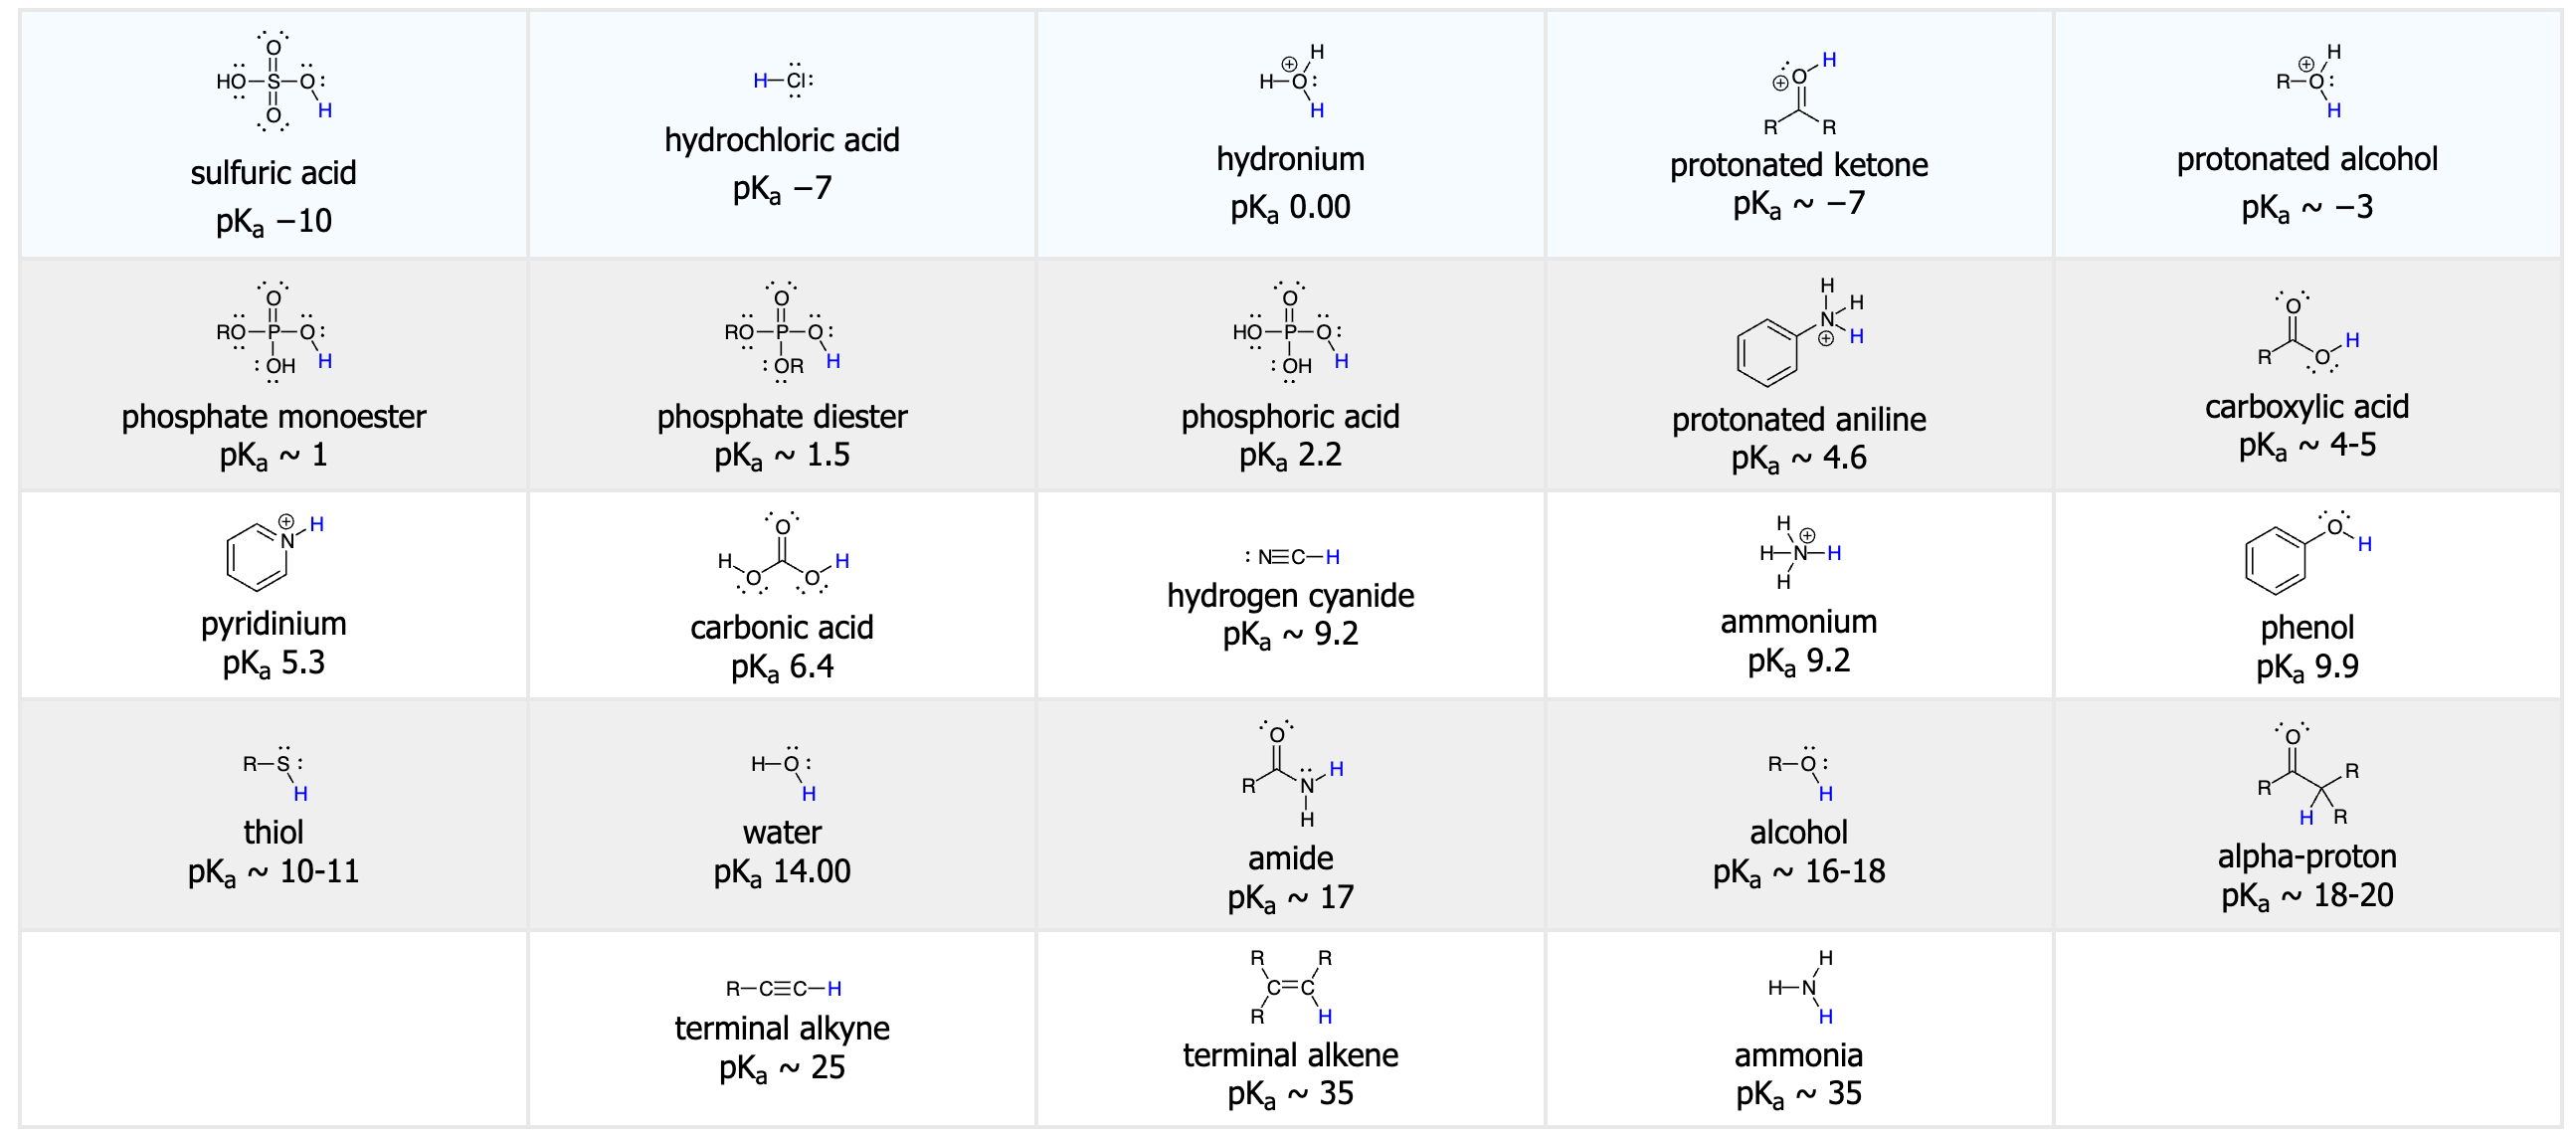 sulfuric acid
pKa −10
hydrochloric acid
pKa −7
hydronium
pKa 0.00
protonated ketone
pKa ~ −7
protonated alcohol
pKa ~ −3
phosphate monoester
pKa ~ 1
phosphate diester
pKa ~ 1.5
phosphoric acid
pKa 2.2
protonated aniline
pKa ~ 4.6
carboxylic acid
pKa ~ 4-5
pyridinium
pKa 5.3
carbonic acid
pKa 6.4
hydrogen cyanide
pKa ~ 9.2
ammonium
pKa 9.2
phenol
pKa 9.9
thiol
pKa ~ 10-11
water
pKa 14.00
amide
pKa ~ 17
alcohol
pKa ~ 16-18
alpha-proton
pKa ~ 18-20
terminal alkyne
pKa ~ 25
terminal alkene
pKa ~ 35
ammonia
pKa ~ 35